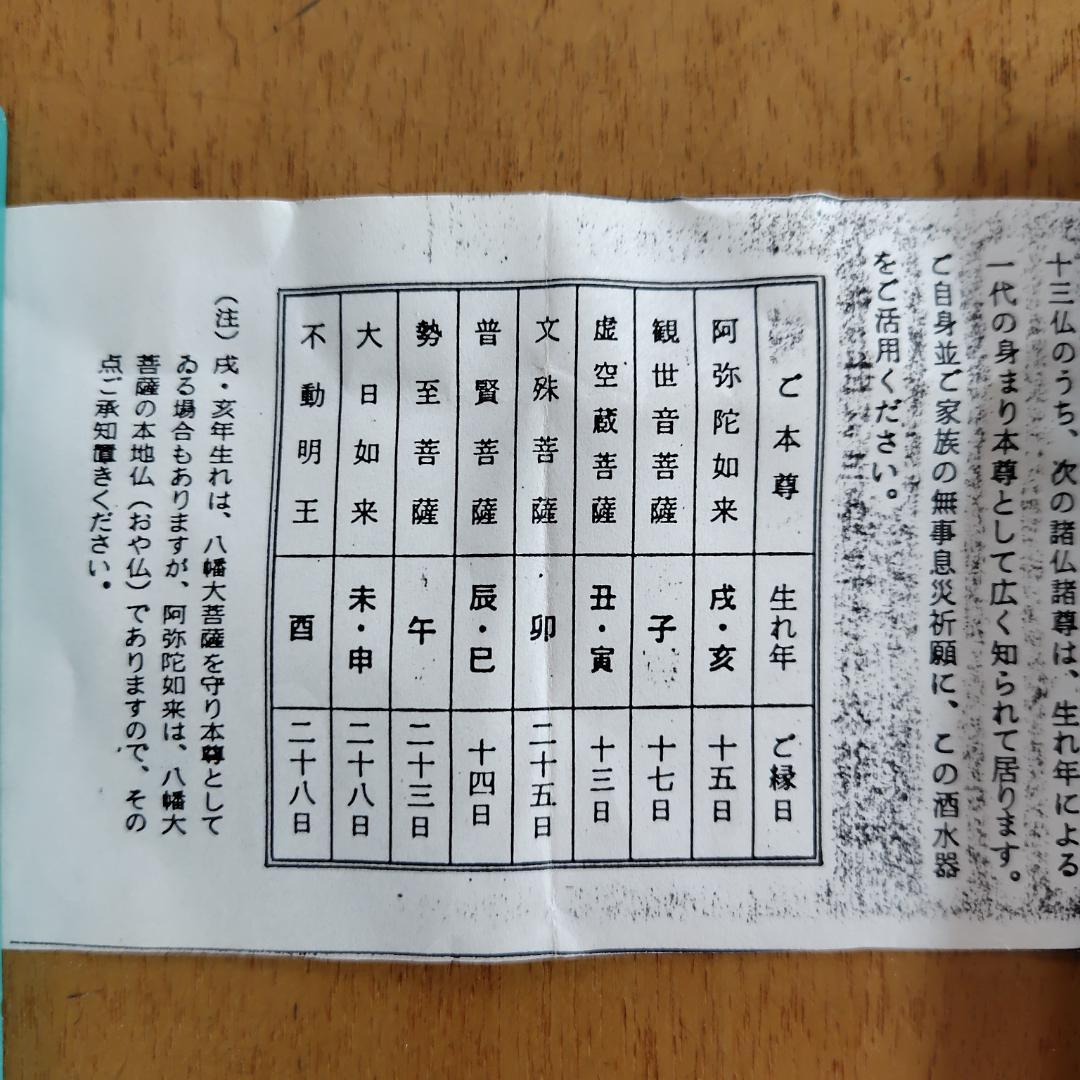 十三仏のうち、次の諸仏諸尊は、生れ年による
一代の身まり本尊として広く知られて居ります。
ご自身並ご家族の無事息災祈願に、この酒水器
をご活用ください。
ご本尊 生れ年 ご縁日
阿弥陀如来 戌・亥 十五日
観世音菩薩 子 十七日
虚空蔵菩薩 丑・寅 十三日
文殊菩薩 卯 二十五日
普賢菩薩 辰・巳 十四日
勢至菩薩 午 二十三日
大日如来 未・申 二十八日
不動明王 酉 二十八日
（注）戌・亥年生れは、八幡大菩薩を守り本尊として
ゐる場合もありますが、阿弥陀如来は、八幡大
菩薩の本地仏（おや仏）でありますので、その
点ご承知置きください。